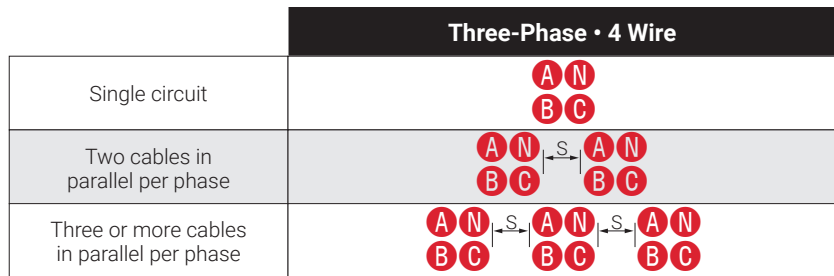 Three-Phase • 4 Wire
Single circuit
A N
B C
Two cables in
parallel per phase
A N S A N
B C B C
Three or more cables
in parallel per phase
A N S A N S A N
B C B C B C